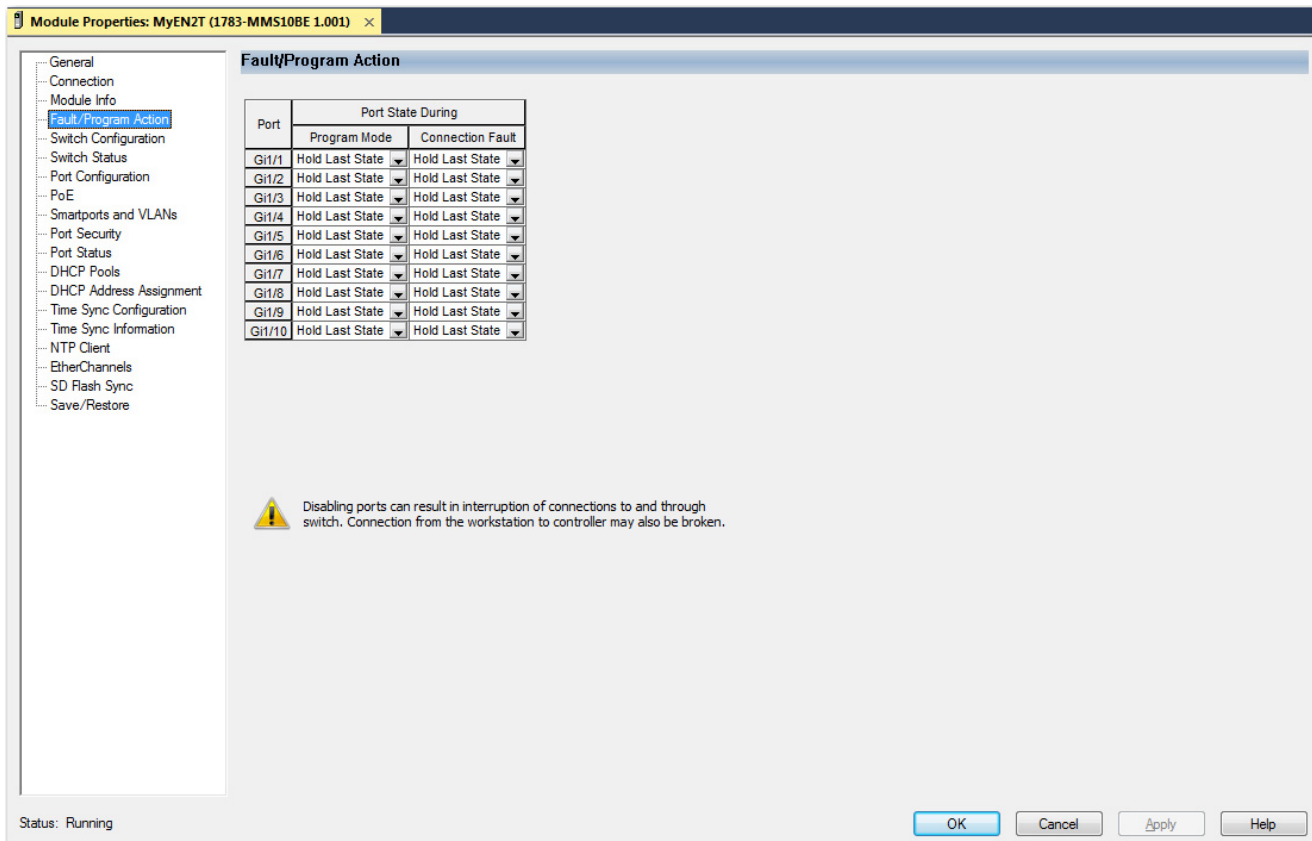 Module Properties: MyEN2T (1783-MMS10BE 1.001) ×
General
Connection
Module Info
Fault/Program Action
Switch Configuration
Switch Status
Port Configuration
PoE
Smartports and VLANs
Port Security
Port Status
DHCP Pools
DHCP Address Assignment
Time Sync Configuration
Time Sync Information
NTP Client
EtherChannels
SD Flash Sync
Save/Restore
Fault/Program Action
Port
Port State During
Program Mode Connection Fault
Gi1/1 Hold Last State Hold Last State
Gi1/2 Hold Last State Hold Last State
Gi1/3 Hold Last State Hold Last State
Gi1/4 Hold Last State Hold Last State
Gi1/5 Hold Last State Hold Last State
Gi1/6 Hold Last State Hold Last State
Gi1/7 Hold Last State Hold Last State
Gi1/8 Hold Last State Hold Last State
Gi1/9 Hold Last State Hold Last State
Gi1/10 Hold Last State Hold Last State
Disabling ports can result in interruption of connections to and through
switch. Connection from the workstation to controller may also be broken.
Status: Running
OK Cancel Apply Help